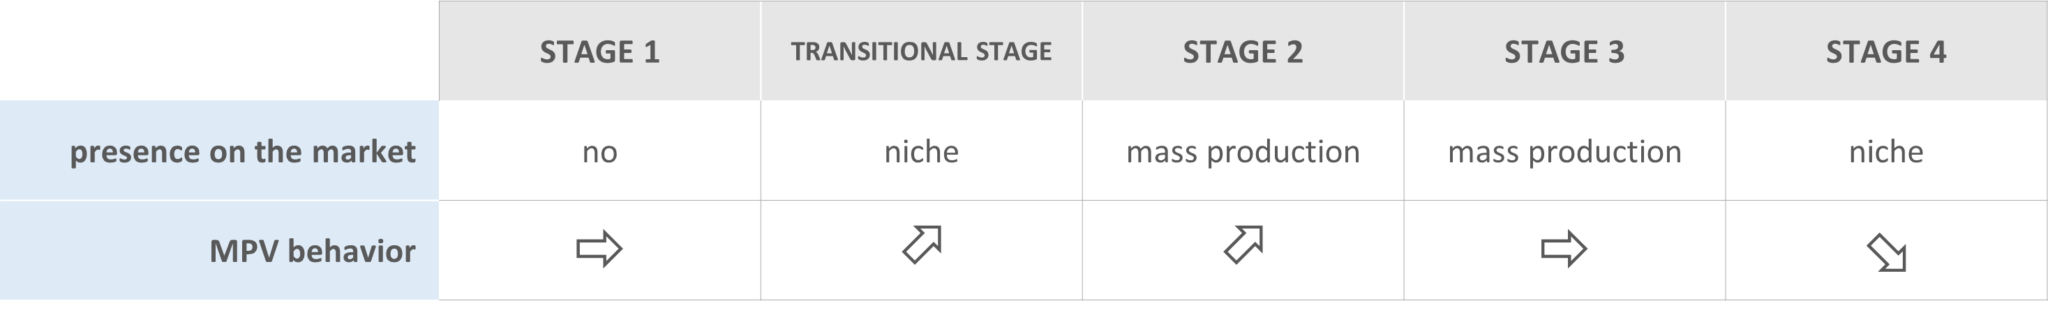 STAGE 1 TRANSITIONAL STAGE STAGE 2 STAGE 3 STAGE 4
presence on the market no niche mass production mass production niche
MPV behavior